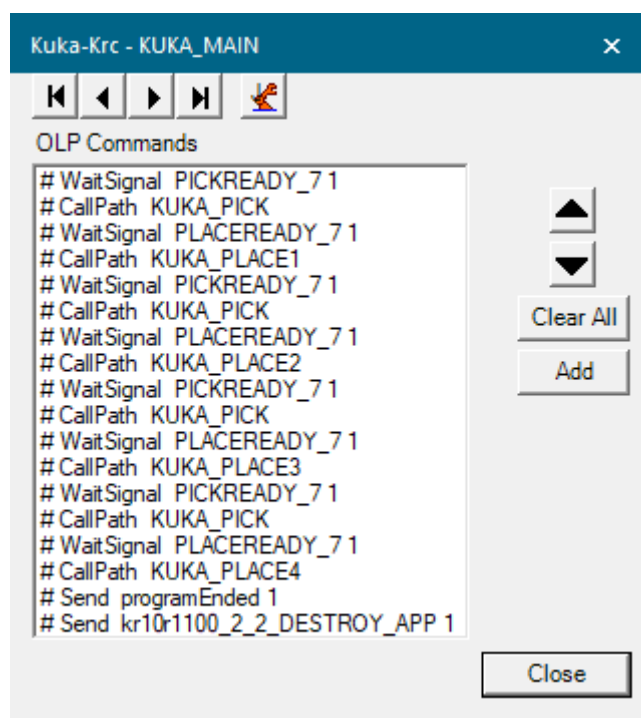 Kuka-Krc - KUKA_MAIN
OLP Commands
# WaitSignal PICKREADY_7 1
# CallPath KUKA_PICK
# WaitSignal PLACEREADY_7 1
# CallPath KUKA_PLACE1
# WaitSignal PICKREADY_7 1
# CallPath KUKA_PICK
# WaitSignal PLACEREADY_7 1
# CallPath KUKA_PLACE2
# WaitSignal PICKREADY_7 1
# CallPath KUKA_PICK
# WaitSignal PLACEREADY_7 1
# CallPath KUKA_PLACE3
# WaitSignal PICKREADY_7 1
# CallPath KUKA_PICK
# WaitSignal PLACEREADY_7 1
# CallPath KUKA_PLACE4
# Send programEnded 1
# Send kr10r1100_2_2_DESTROY_APP 1
Clear All
Add
Close